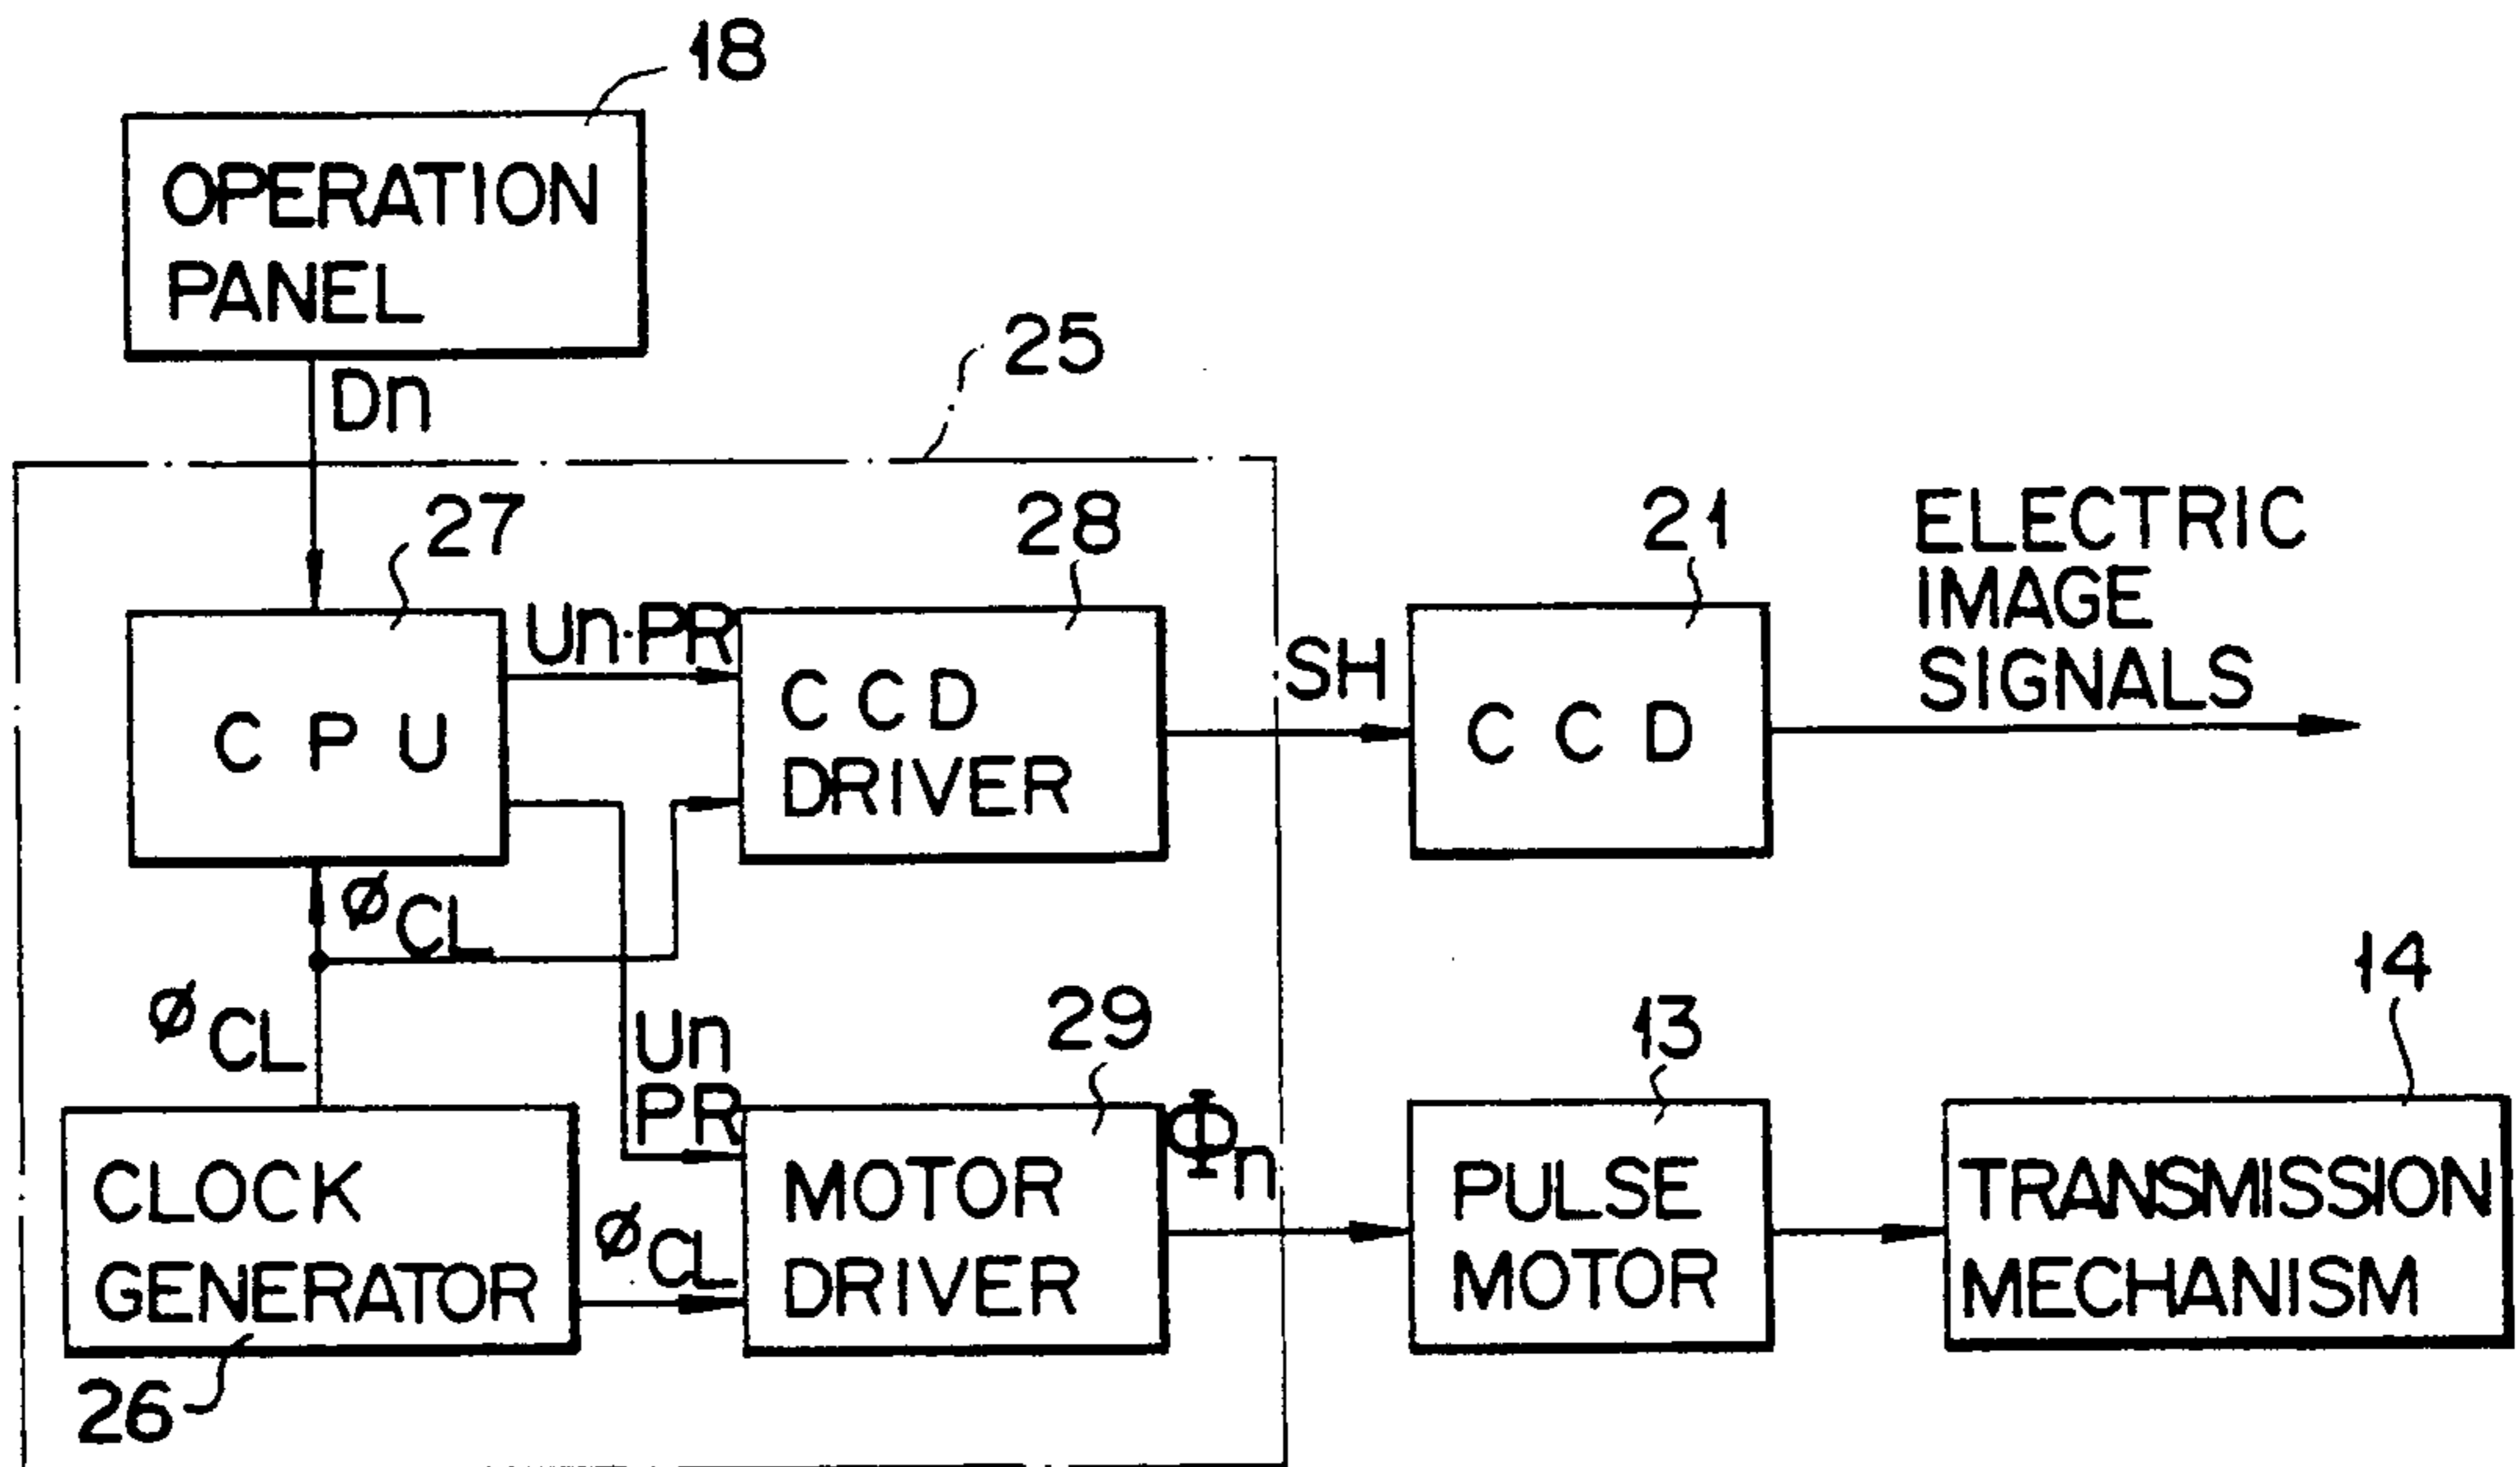 18
OPERATION
PANEL
Dn
25
27
28
21
ELECTRIC
IMAGE
SIGNALS
Un·PR
SH
C P U
C C D
DRIVER
C C D
øCL
øCL
14
29
13
Un
PR
Φn
CLOCK
GENERATOR
øCL
MOTOR
DRIVER
PULSE
MOTOR
TRANSMISSION
MECHANISM
26